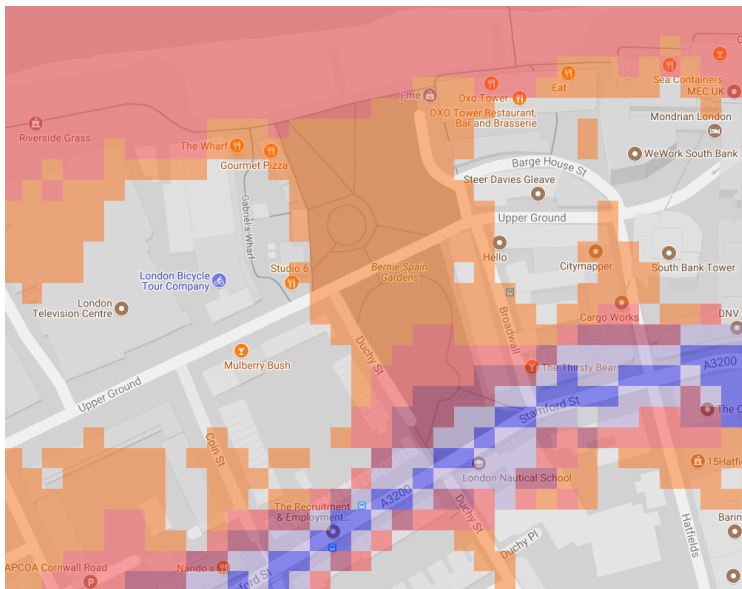 C
Sea Containers
MEC UK
Eat
j-me
Oxo Tower
OXO Tower Restaurant,
Bar and Brasserie
Mondrian London
Riverside Grass
The Wharf
Gourmet Pizza
WeWork South Bank
Barge House St
Steer Davies Gleave
Gabriel's Wharf
Upper Ground
Hello
Citymapper
South Bank Tower
Bernie Spain
Gardens
Studio 6
London Bicycle
Tour Company
London
Television Centre
Cargo Works
DNV
Broadwall
Duchy St
Mulberry Bush
The Thirsty Bear
A3200
Upper Ground
Stamford St
The C
Coin St
15Hatfi
London Nautical School
A3200
The Recruitment
& Employment...
Duchy St
Hatfields
Barin
Duchy Pl
APCOA Cornwall Road
Nando's
ford St